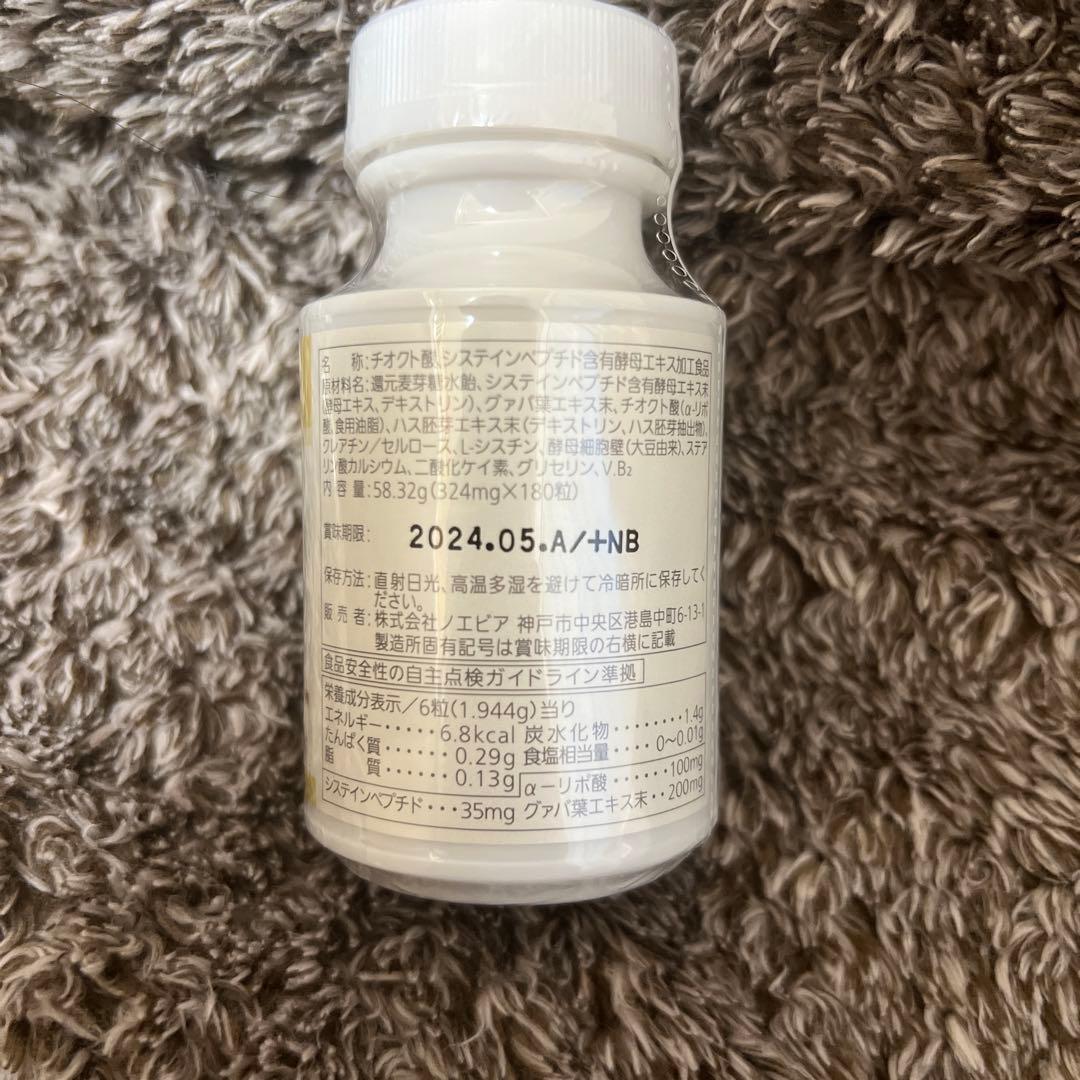 名 称:チオクト酸、システインペプチド含有酵母エキス加工食品
原材料名:還元麦芽糖水飴、システインペプチド含有酵母エキス末
(酵母エキス、デキストリン)、グァバ葉エキス末、チオクト酸(α-リポ
酸、食用油脂)、ハス胚芽エキス末(デキストリン、ハス胚芽抽出物)、
クレアチン/セルロース、L-シスチン、酵母細胞壁(大豆由来)、ステア
リン酸カルシウム、二酸化ケイ素、グリセリン、V.B₂
内容量:58.32g(324mg×180粒)
賞味期限: 2024.05.A/+NB
保存方法:直射日光、高温多湿を避けて冷暗所に保存してく
ださい。
販売者:株式会社ノエビア 神戸市中央区港島中町6-13-1
製造所固有記号は賞味期限の右横に記載
食品安全性の自主点検ガイドライン準拠
栄養成分表示/6粒(1.944g)当り
エネルギー・・・・・6.8kcal 炭水化物・・・・・・・1.4g
たんぱく質・・・・・0.29g 食塩相当量・・・・0〜0.01g
脂 質・・・・・・0.13g α-リポ酸・・・・・・100mg
システインペプチド・・・35mg グァバ葉エキス末・・200mg